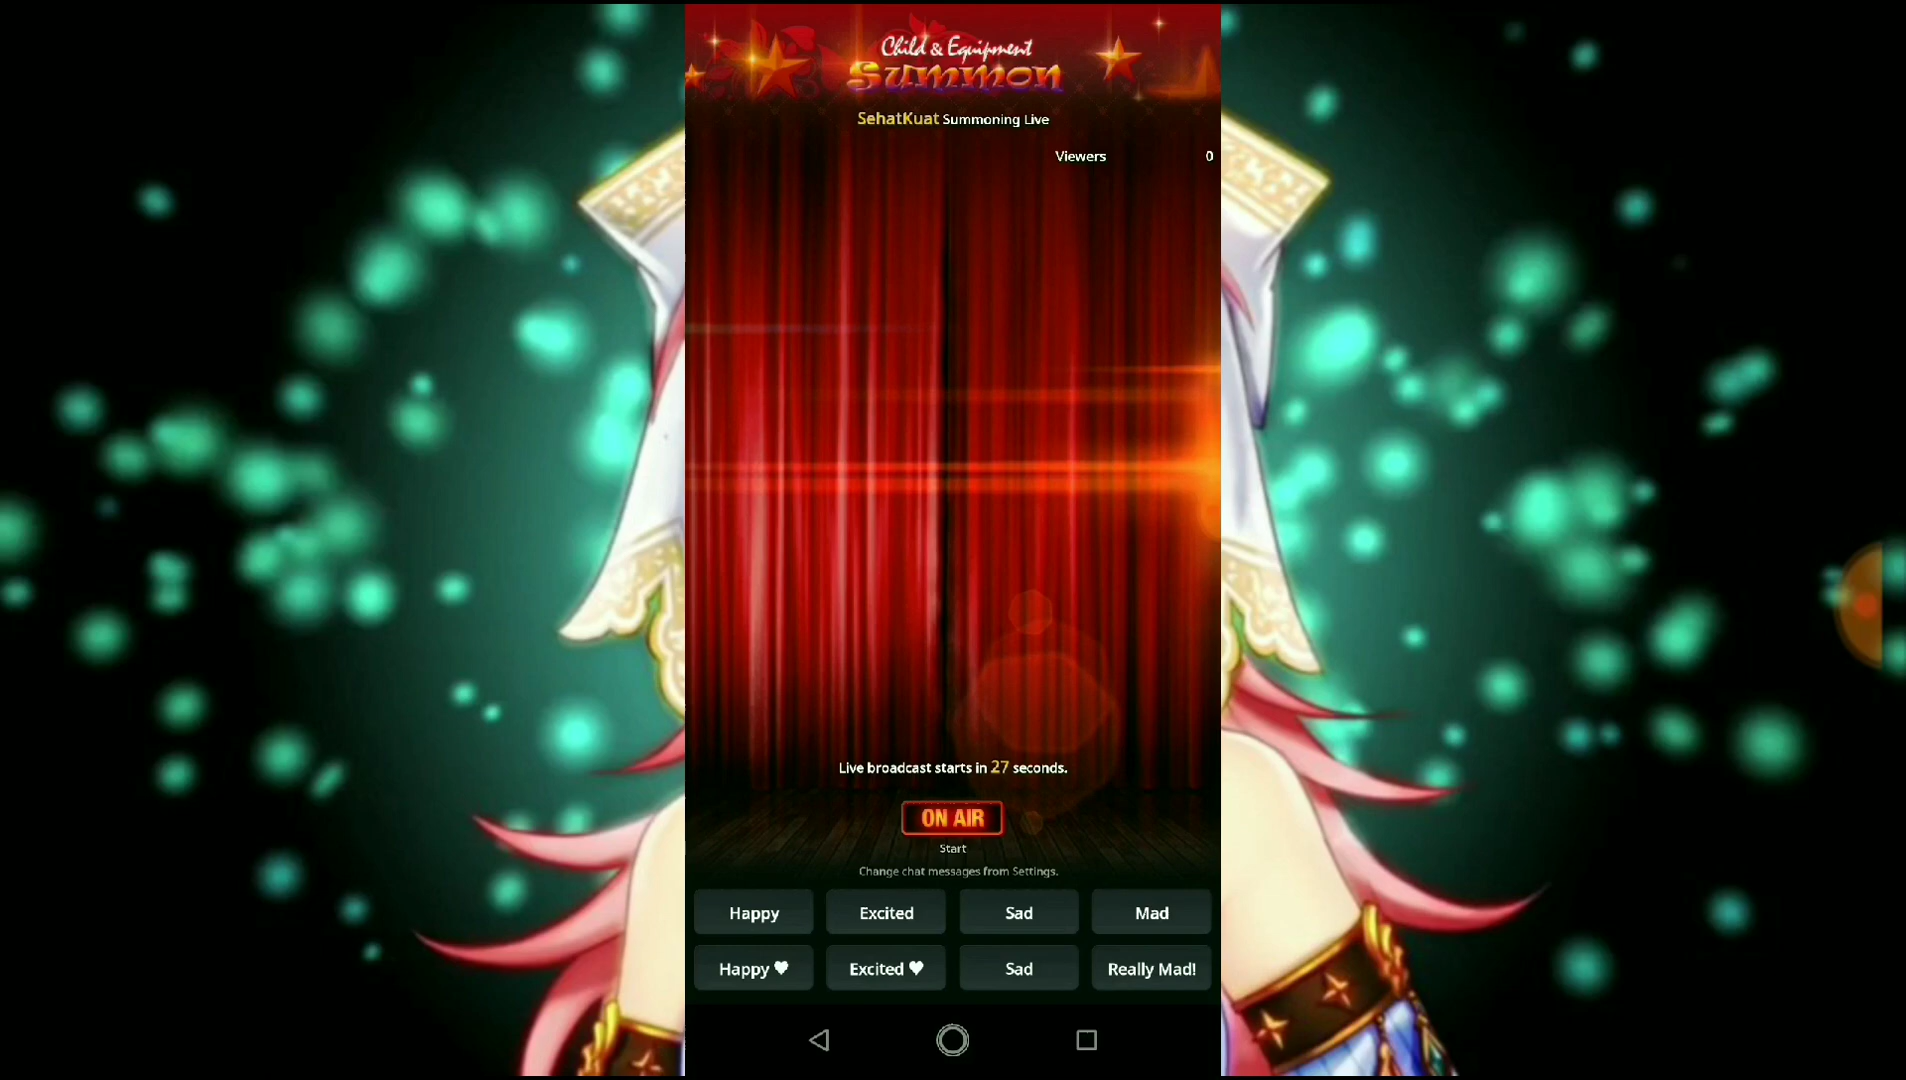 Child & Equipment
Summon
SehatKuat Summoning Live
Viewers 0
Live broadcast starts in 27 seconds.
ON AIR
Start
Change chat messages from Settings.
Happy Excited Sad Mad
Happy ♥ Excited ♥ Sad Really Mad!